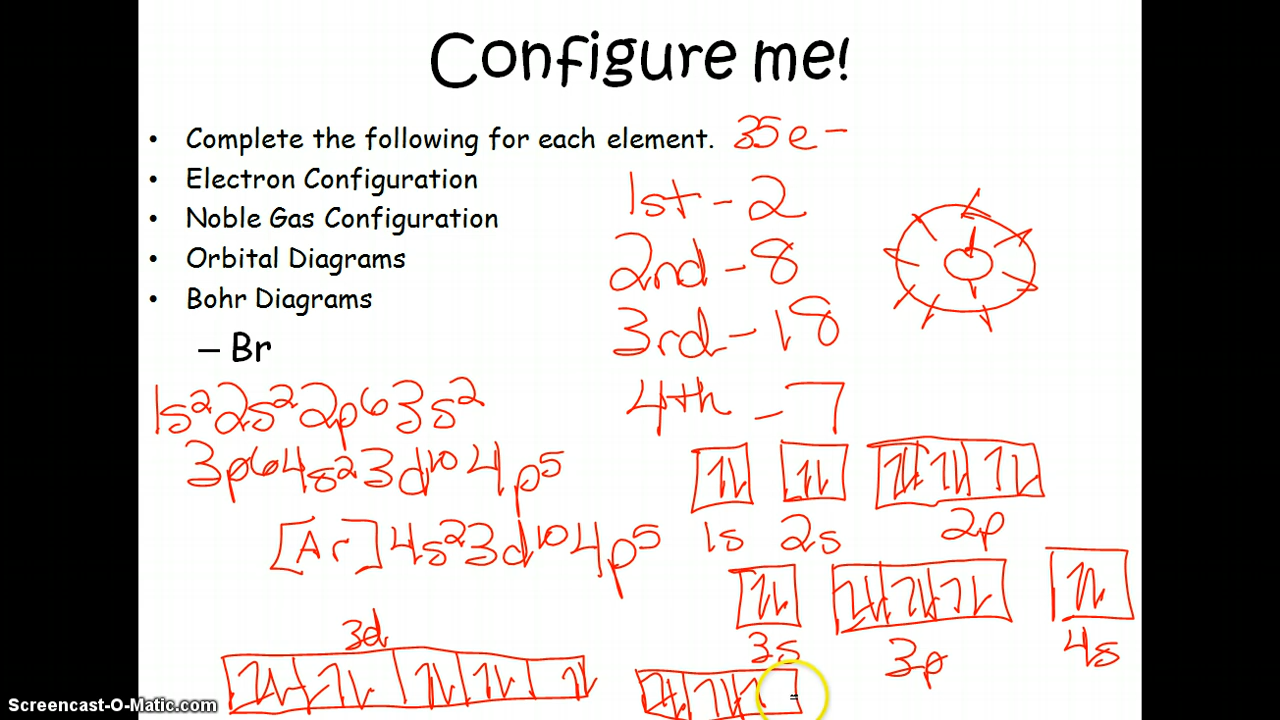 Configure me!
• Complete the following for each element. 35e-
• Electron Configuration
• Noble Gas Configuration
• Orbital Diagrams
• Bohr Diagrams
– Br
1st - 2
2nd - 8
3rd - 18
4th - 7
1s²2s²2p⁶3s²
3p⁶4s²3d¹⁰4p⁵
[Ar]4s²3d¹⁰4p⁵
1s 2s 2p
3s 3p 4s
3d
Screencast-O-Matic.com